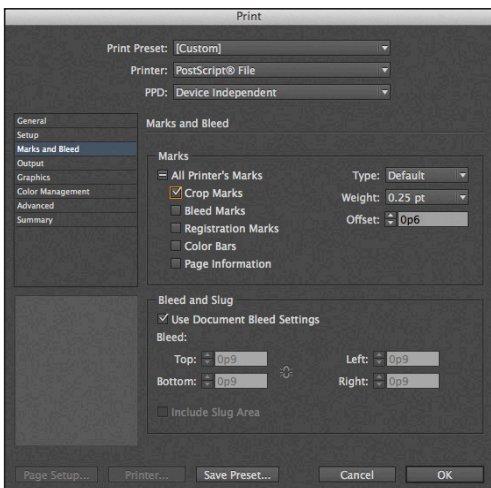 Print
Print Preset: [Custom]
Printer: PostScript® File
PPD: Device Independent
General
Setup
Marks and Bleed
Output
Graphics
Color Management
Advanced
Summary
Marks and Bleed
Marks
All Printer's Marks
Crop Marks
Bleed Marks
Registration Marks
Color Bars
Page Information
Type: Default
Weight: 0.25 pt
Offset: 0p6
Bleed and Slug
Use Document Bleed Settings
Bleed:
Top: 0p9 Left: 0p9
Bottom: 0p9 Right: 0p9
Include Slug Area
Page Setup... Printer... Save Preset... Cancel OK